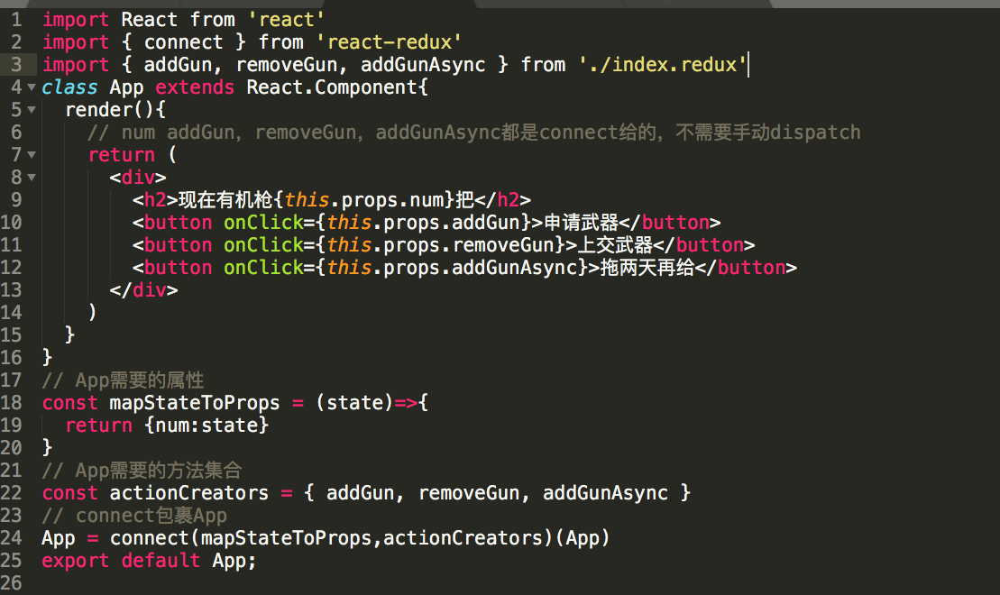 1 import React from 'react'
2 import { connect } from 'react-redux'
3 import { addGun, removeGun, addGunAsync } from './index.redux'
4 class App extends React.Component{
5   render(){
6     // num addGun，removeGun，addGunAsync都是connect给的，不需要手动dispatch
7     return (
8       <div>
9         <h2>现在有机枪{this.props.num}把</h2>
10         <button onClick={this.props.addGun}>申请武器</button>
11         <button onClick={this.props.removeGun}>上交武器</button>
12         <button onClick={this.props.addGunAsync}>拖两天再给</button>
13       </div>
14     )
15   }
16 }
17 // App需要的属性
18 const mapStateToProps = (state)=>{
19   return {num:state}
20 }
21 // App需要的方法集合
22 const actionCreators = { addGun, removeGun, addGunAsync }
23 // connect包裹App
24 App = connect(mapStateToProps,actionCreators)(App)
25 export default App;
26